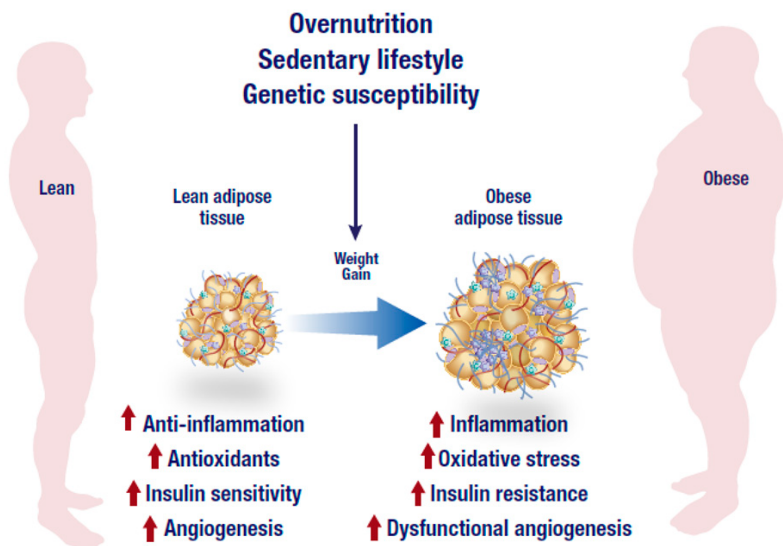 Overnutrition
Sedentary lifestyle
Genetic susceptibility
Lean
Obese
Lean adipose
tissue
Obese
adipose tissue
Weight
Gain
Anti-inflammation
Antioxidants
Insulin sensitivity
Angiogenesis
Inflammation
Oxidative stress
Insulin resistance
Dysfunctional angiogenesis